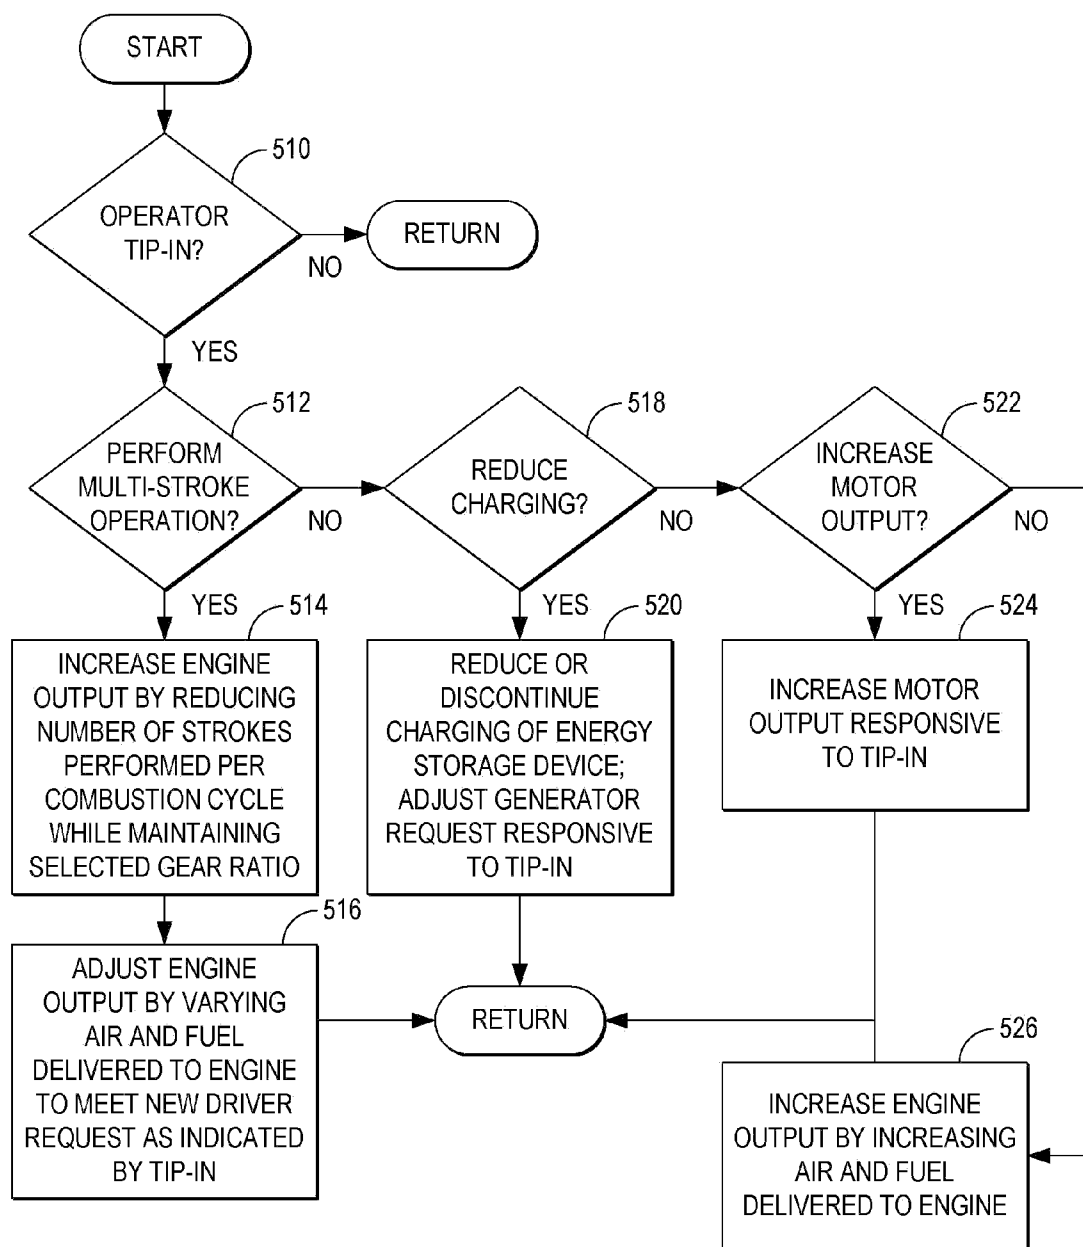 START
510
OPERATOR
TIP-IN?
RETURN
NO
YES
512
PERFORM
MULTI-STROKE
OPERATION?
NO
YES
518
REDUCE
CHARGING?
NO
YES
522
INCREASE
MOTOR
OUTPUT?
NO
YES
514
INCREASE ENGINE
OUTPUT BY REDUCING
NUMBER OF STROKES
PERFORMED PER
COMBUSTION CYCLE
WHILE MAINTAINING
SELECTED GEAR RATIO
520
REDUCE OR
DISCONTINUE
CHARGING OF ENERGY
STORAGE DEVICE;
ADJUST GENERATOR
REQUEST RESPONSIVE
TO TIP-IN
524
INCREASE MOTOR
OUTPUT RESPONSIVE
TO TIP-IN
516
ADJUST ENGINE
OUTPUT BY VARYING
AIR AND FUEL
DELIVERED TO ENGINE
TO MEET NEW DRIVER
REQUEST AS INDICATED
BY TIP-IN
RETURN
526
INCREASE ENGINE
OUTPUT BY INCREASING
AIR AND FUEL
DELIVERED TO ENGINE